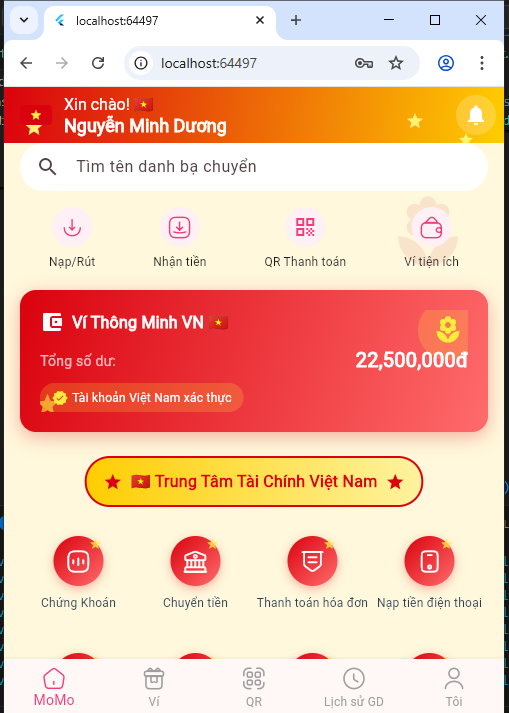 localhost:64497
localhost:64497
Xin chào! 🇻🇳
Nguyễn Minh Dương
Tìm tên danh bạ chuyển
Nạp/Rút
Nhận tiền
QR Thanh toán
Ví tiện ích
Ví Thông Minh VN 🇻🇳
Tổng số dư:
22,500,000đ
Tài khoản Việt Nam xác thực
🇻🇳 Trung Tâm Tài Chính Việt Nam
Chứng Khoán
Chuyển tiền
Thanh toán hóa đơn
Nạp tiền điện thoại
MoMo
Ví
QR
Lịch sử GD
Tôi